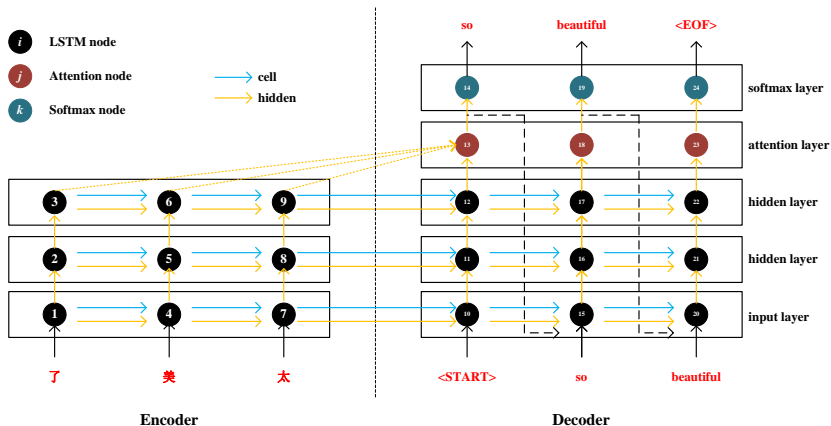 so beautiful <EOF>
i LSTM node
j Attention node
k Softmax node
cell
hidden
14 19 24 softmax layer
13 18 23 attention layer
3 6 9 12 17 22 hidden layer
2 5 8 11 16 21 hidden layer
1 4 7 10 15 20 input layer
了 美 太 <START> so beautiful
Encoder Decoder